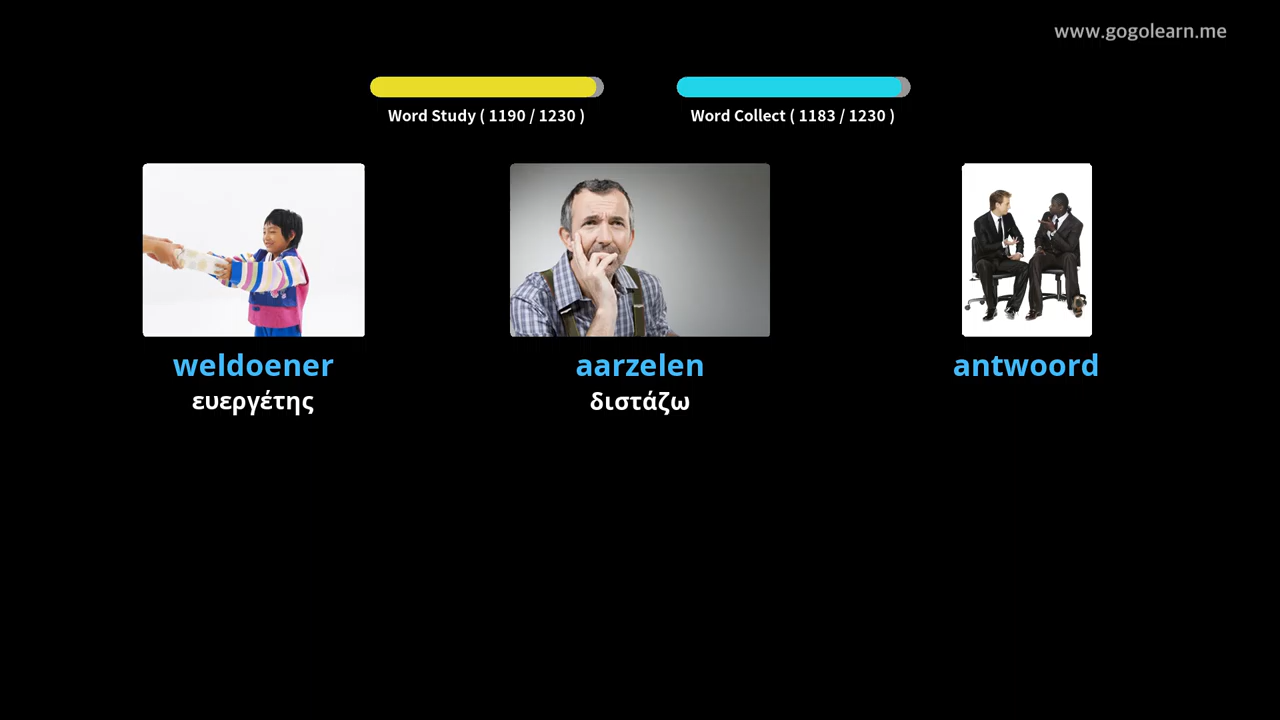 www.gogolearn.me
Word Study ( 1190 / 1230 )
Word Collect ( 1183 / 1230 )
weldoener
ευεργέτης
aarzelen
διστάζω
antwoord